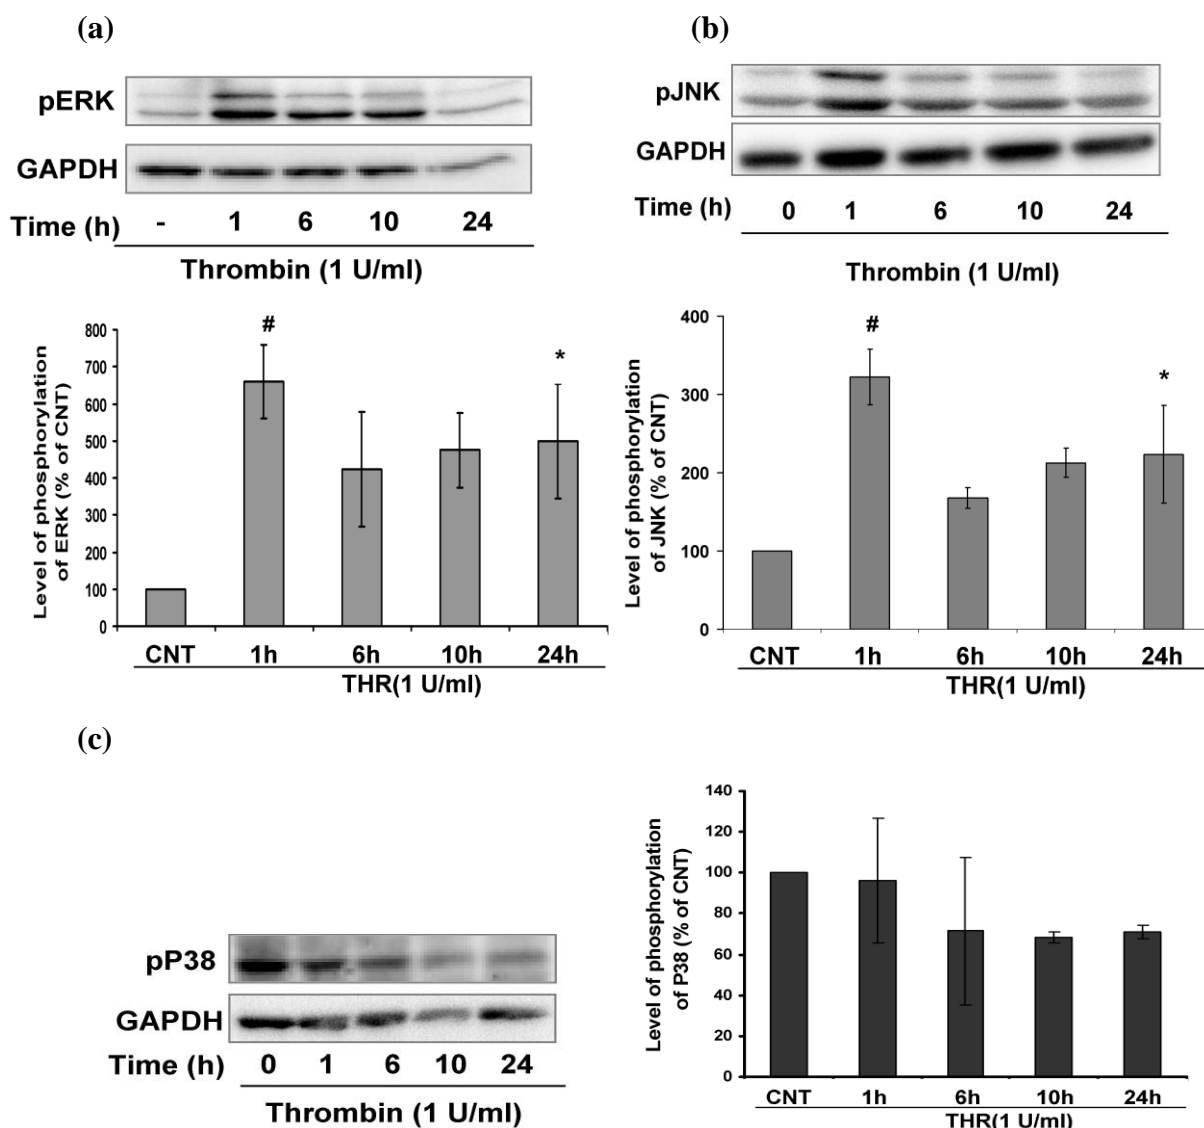 (a)
pERK
GAPDH
Time (h) - 1 6 10 24
Thrombin (1 U/ml)
Level of phosphorylation
of ERK (% of CNT)
800
700
600
500
400
300
200
100
0
#
*
CNT 1h 6h 10h 24h
THR(1 U/ml)
(b)
pJNK
GAPDH
Time (h) 0 1 6 10 24
Thrombin (1 U/ml)
Level of phosphorylation
of JNK (% of CNT)
400
300
200
100
0
#
*
CNT 1h 6h 10h 24h
THR(1 U/ml)
(c)
pP38
GAPDH
Time (h) 0 1 6 10 24
Thrombin (1 U/ml)
Level of phosphorylation
of P38 (% of CNT)
140
120
100
80
60
40
20
0
CNT 1h 6h 10h 24h
THR(1 U/ml)